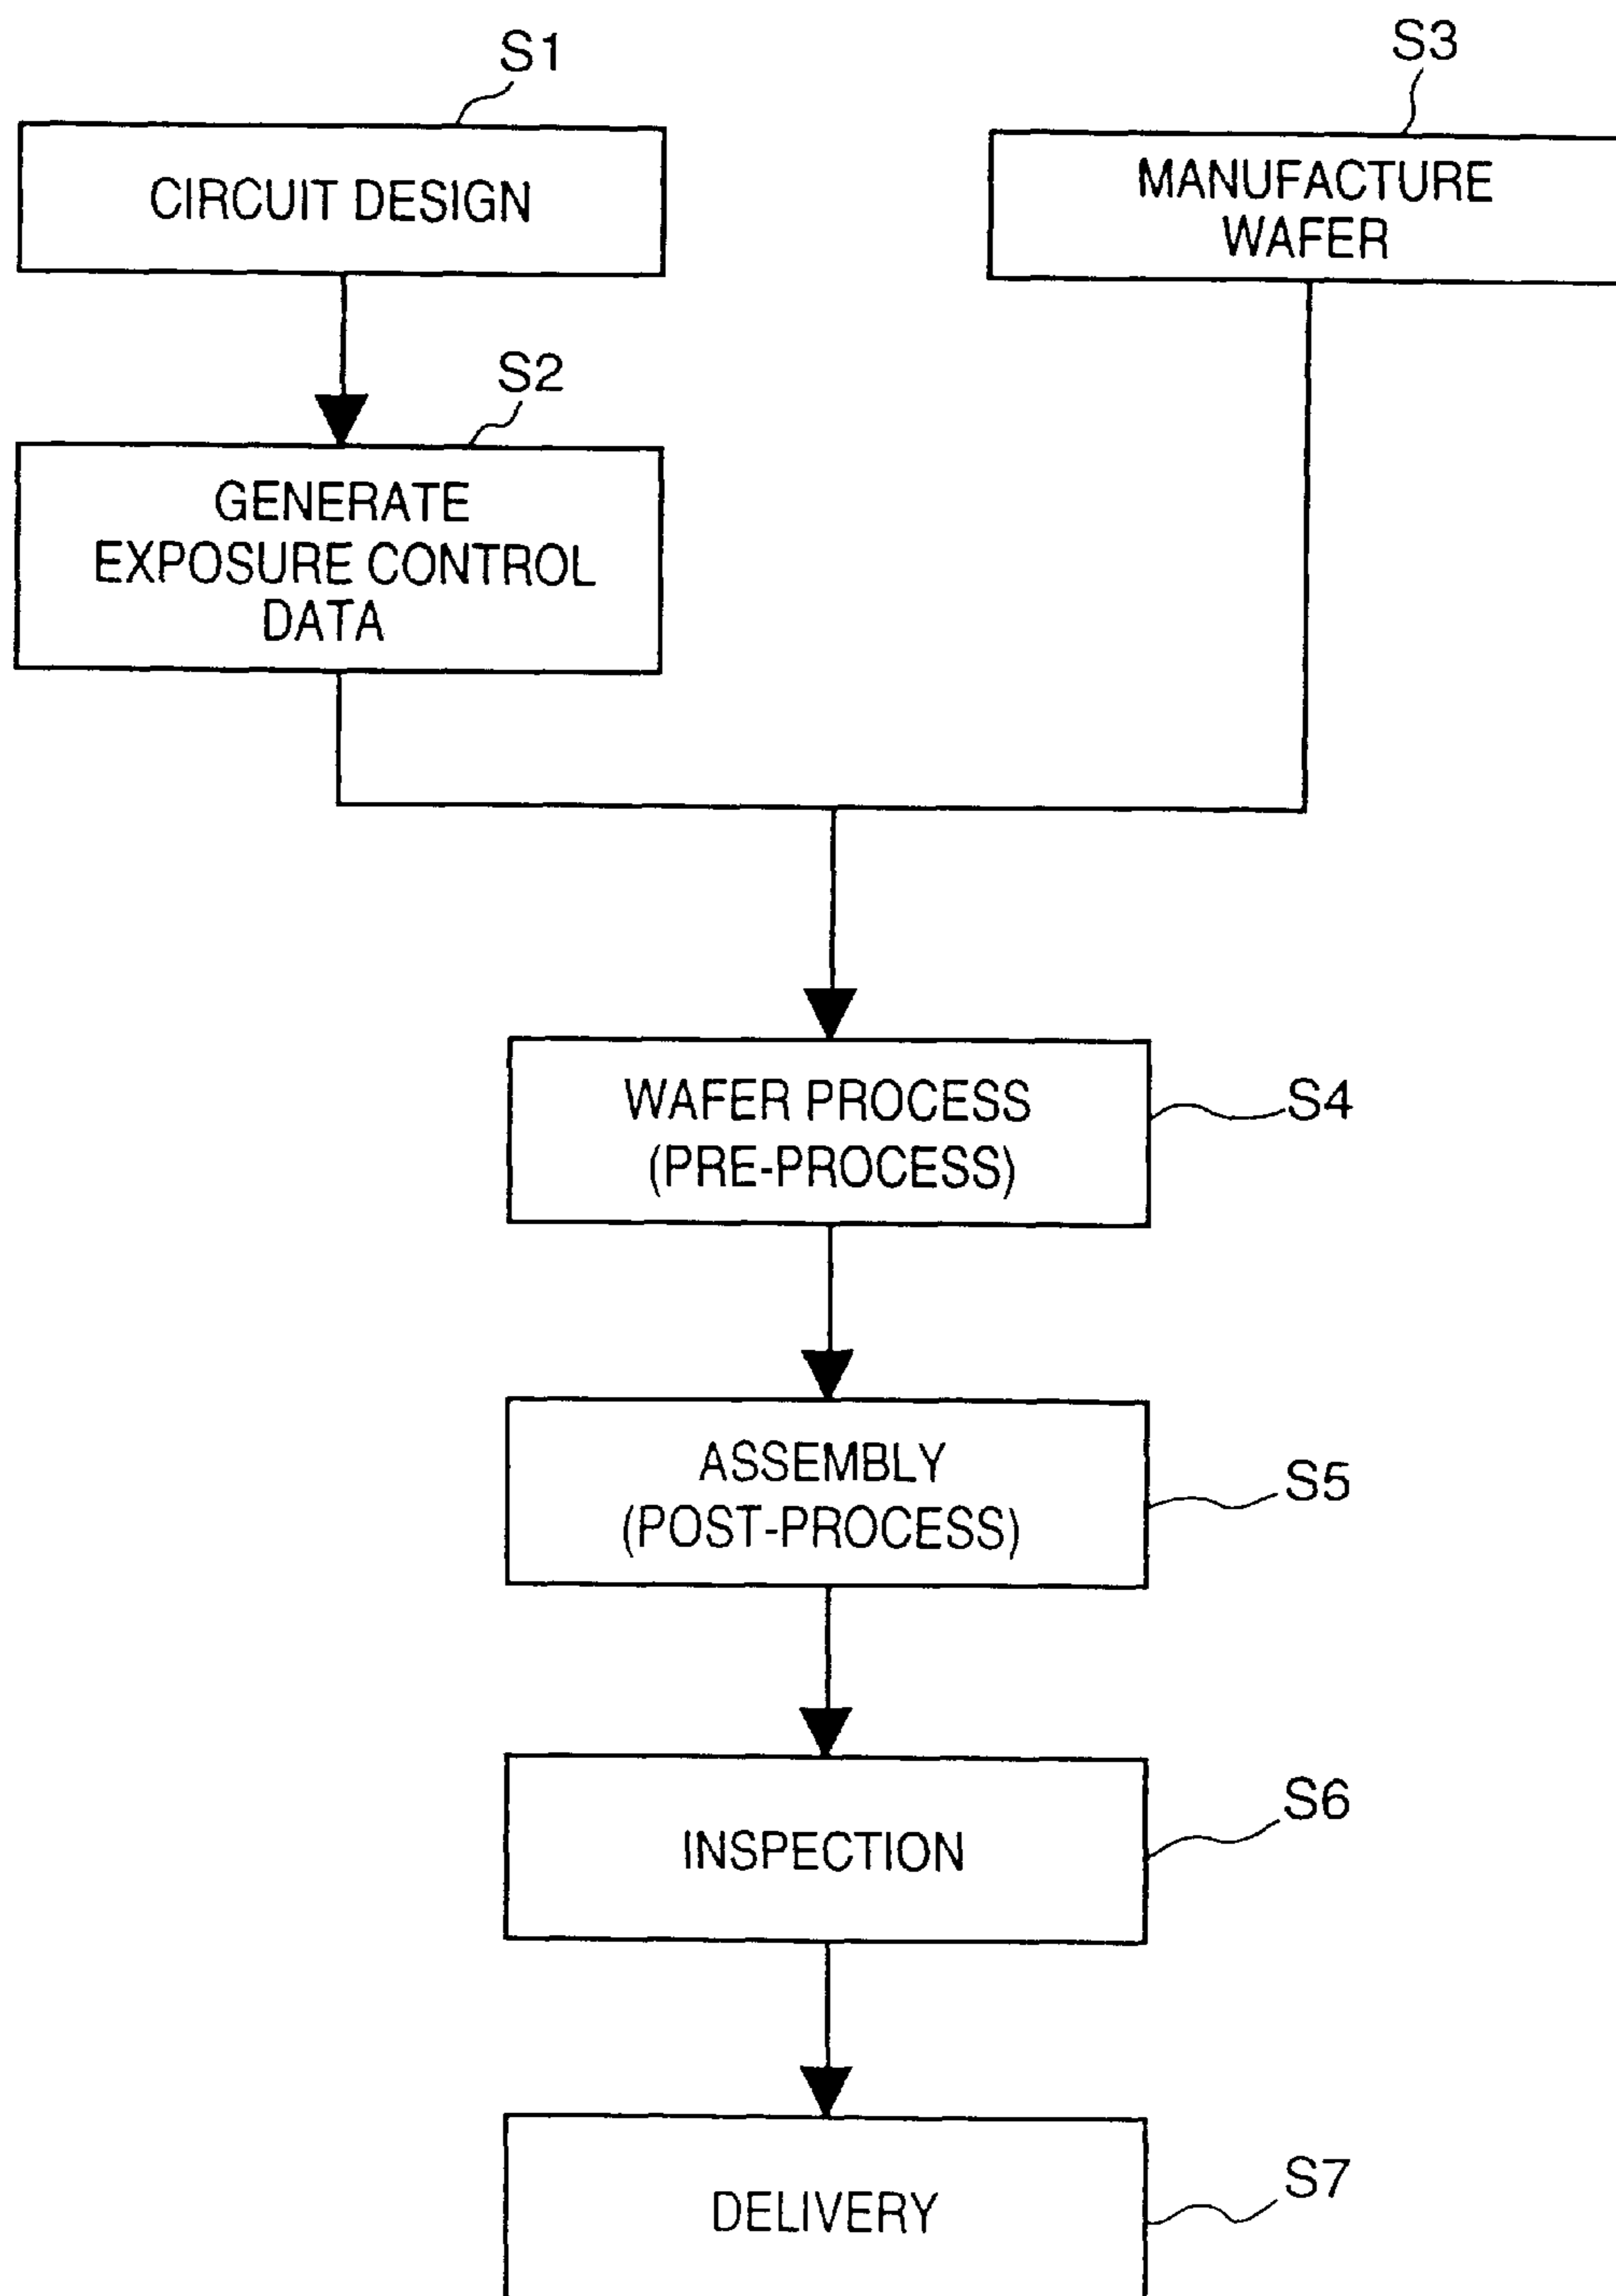 S1
CIRCUIT DESIGN
S3
MANUFACTURE
WAFER
S2
GENERATE
EXPOSURE CONTROL
DATA
WAFER PROCESS
(PRE-PROCESS)
S4
ASSEMBLY
(POST-PROCESS)
S5
INSPECTION
S6
DELIVERY
S7